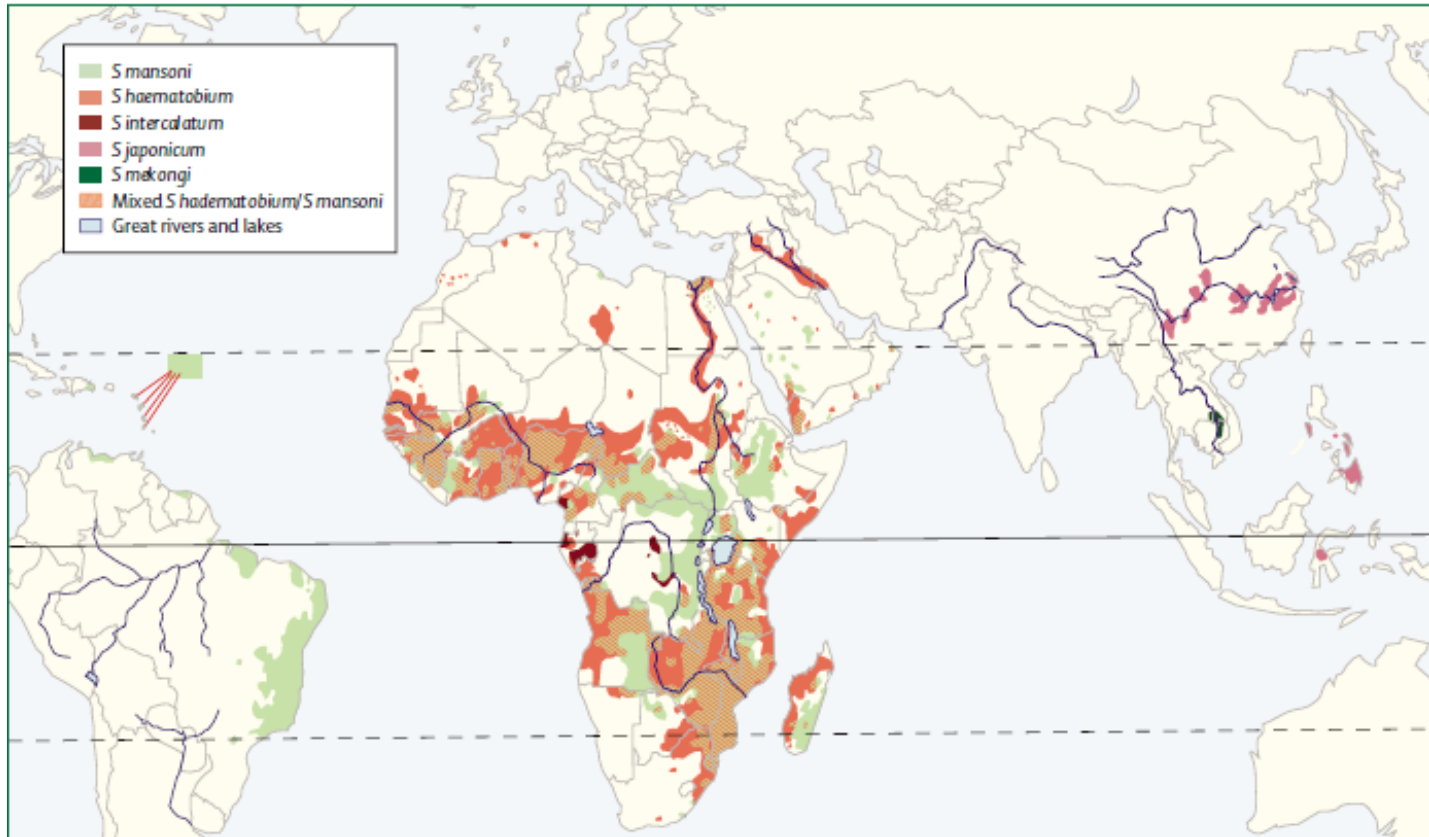 S mansoni
S haematobium
S intercalatum
S japonicum
S mekongi
Mixed S hadematobium/S mansoni
Great rivers and lakes